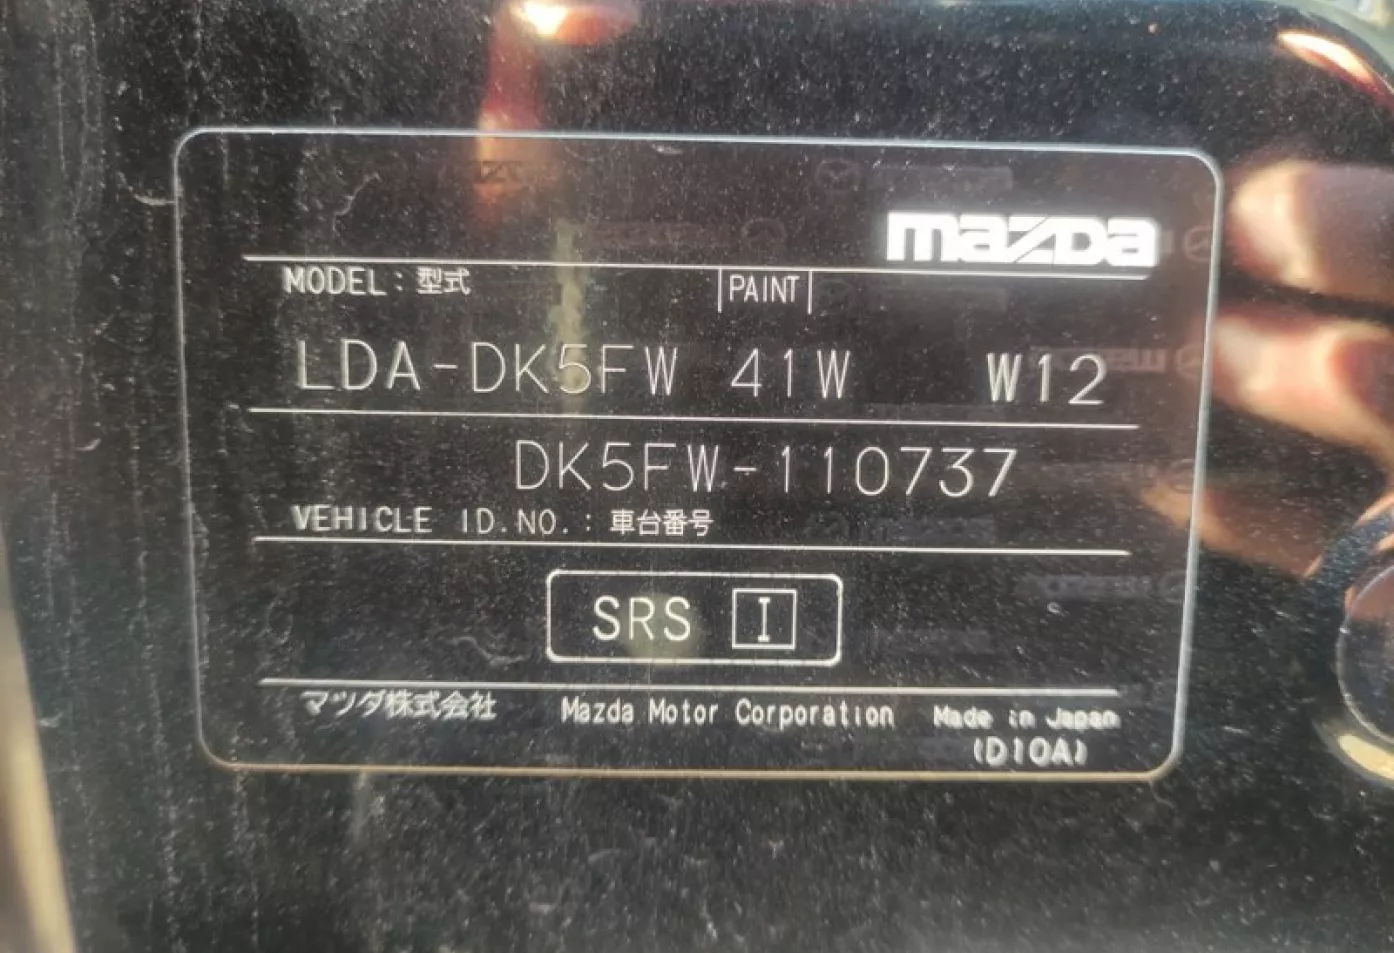 mazda
MODEL : 型式 PAINT
LDA-DK5FW 41W W12
DK5FW-110737
VEHICLE ID.NO. : 車台番号
SRS I
マツダ株式会社 Mazda Motor Corporation Made in Japan
(D10A)